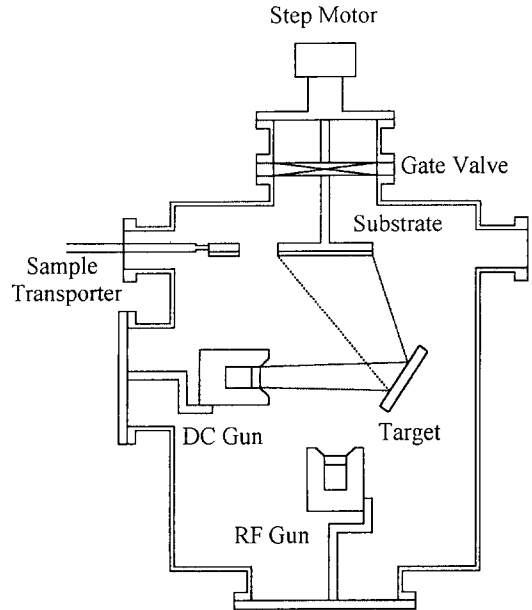 Step Motor
Gate Valve
Substrate
Sample
Transporter
DC Gun
Target
RF Gun